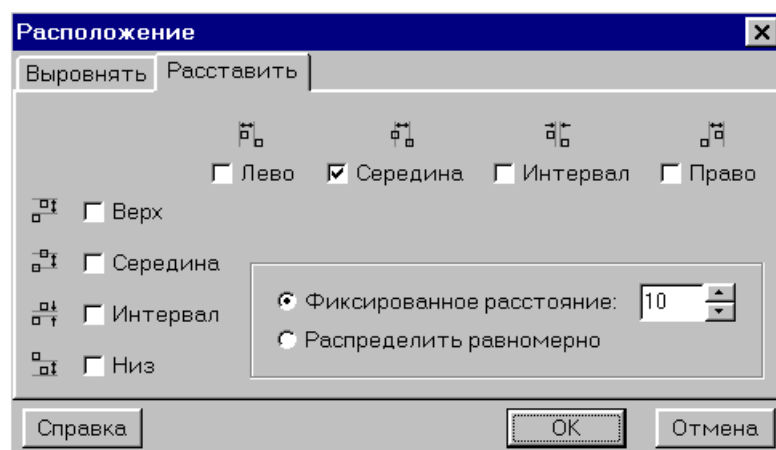 Расположение
Выровнять Расставить
Лево Середина Интервал Право
Верх
Середина
Интервал
Низ
Фиксированное расстояние: 10
Распределить равномерно
Справка OK Отмена